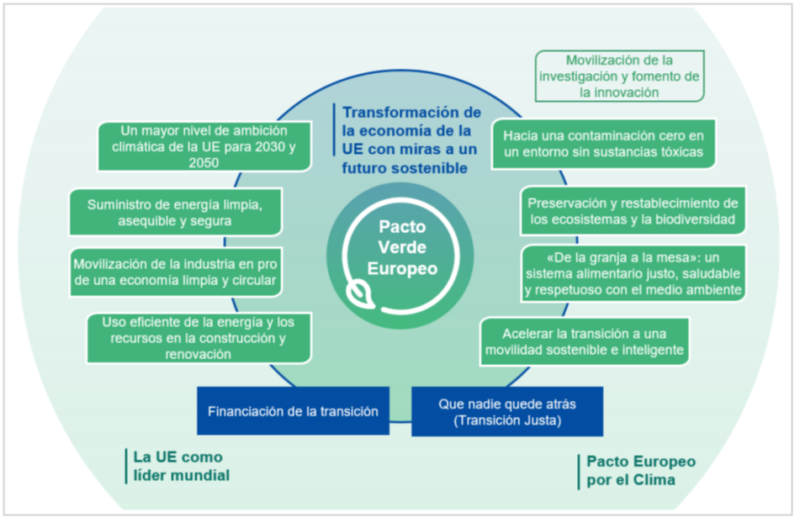 Movilización de la
investigación y fomento de
la innovación
Transformación de
la economía de la
UE con miras a un
futuro sostenible
Un mayor nivel de ambición
climática de la UE para 2030 y
2050
Hacia una contaminación cero en
un entorno sin sustancias tóxicas
Suministro de energía limpia,
asequible y segura
Preservación y restablecimiento de
los ecosistemas y la biodiversidad
Pacto
Verde
Europeo
Movilización de la industria en pro
de una economía limpia y circular
«De la granja a la mesa»: un
sistema alimentario justo, saludable
y respetuoso con el medio ambiente
Uso eficiente de la energía y los
recursos en la construcción y
renovación
Acelerar la transición a una
movilidad sostenible e inteligente
Financiación de la transición
Que nadie quede atrás
(Transición Justa)
La UE como
líder mundial
Pacto Europeo
por el Clima